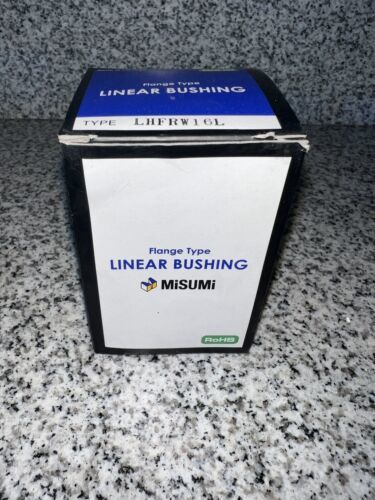 Flange Type
LINEAR BUSHING
TYPE LHFRW16L
Flange Type
LINEAR BUSHING
MiSUMi
RoHS